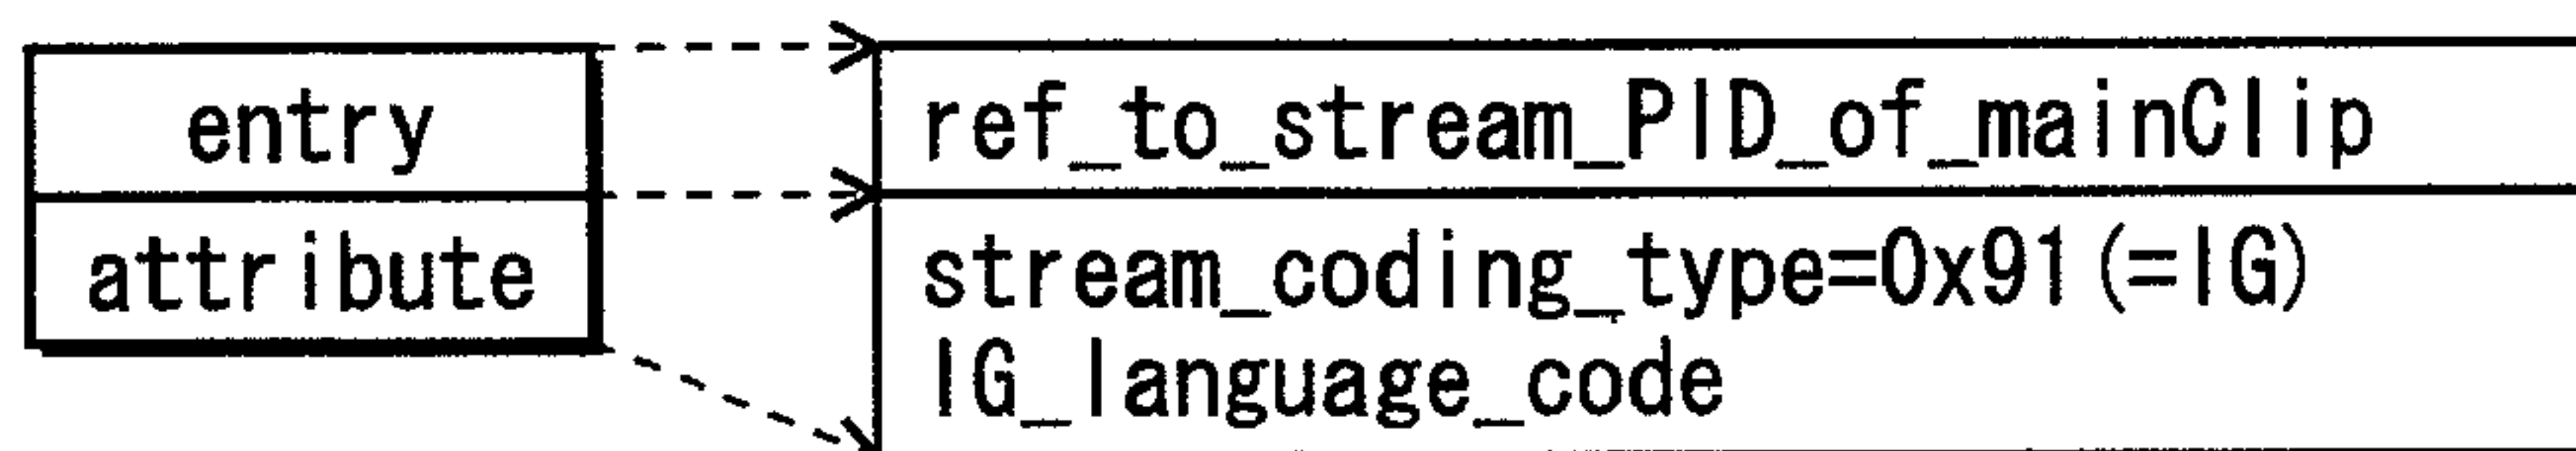 entry
ref_to_stream_PID_of_mainClip
attribute
stream_coding_type=0x91(=IG)
IG_language_code